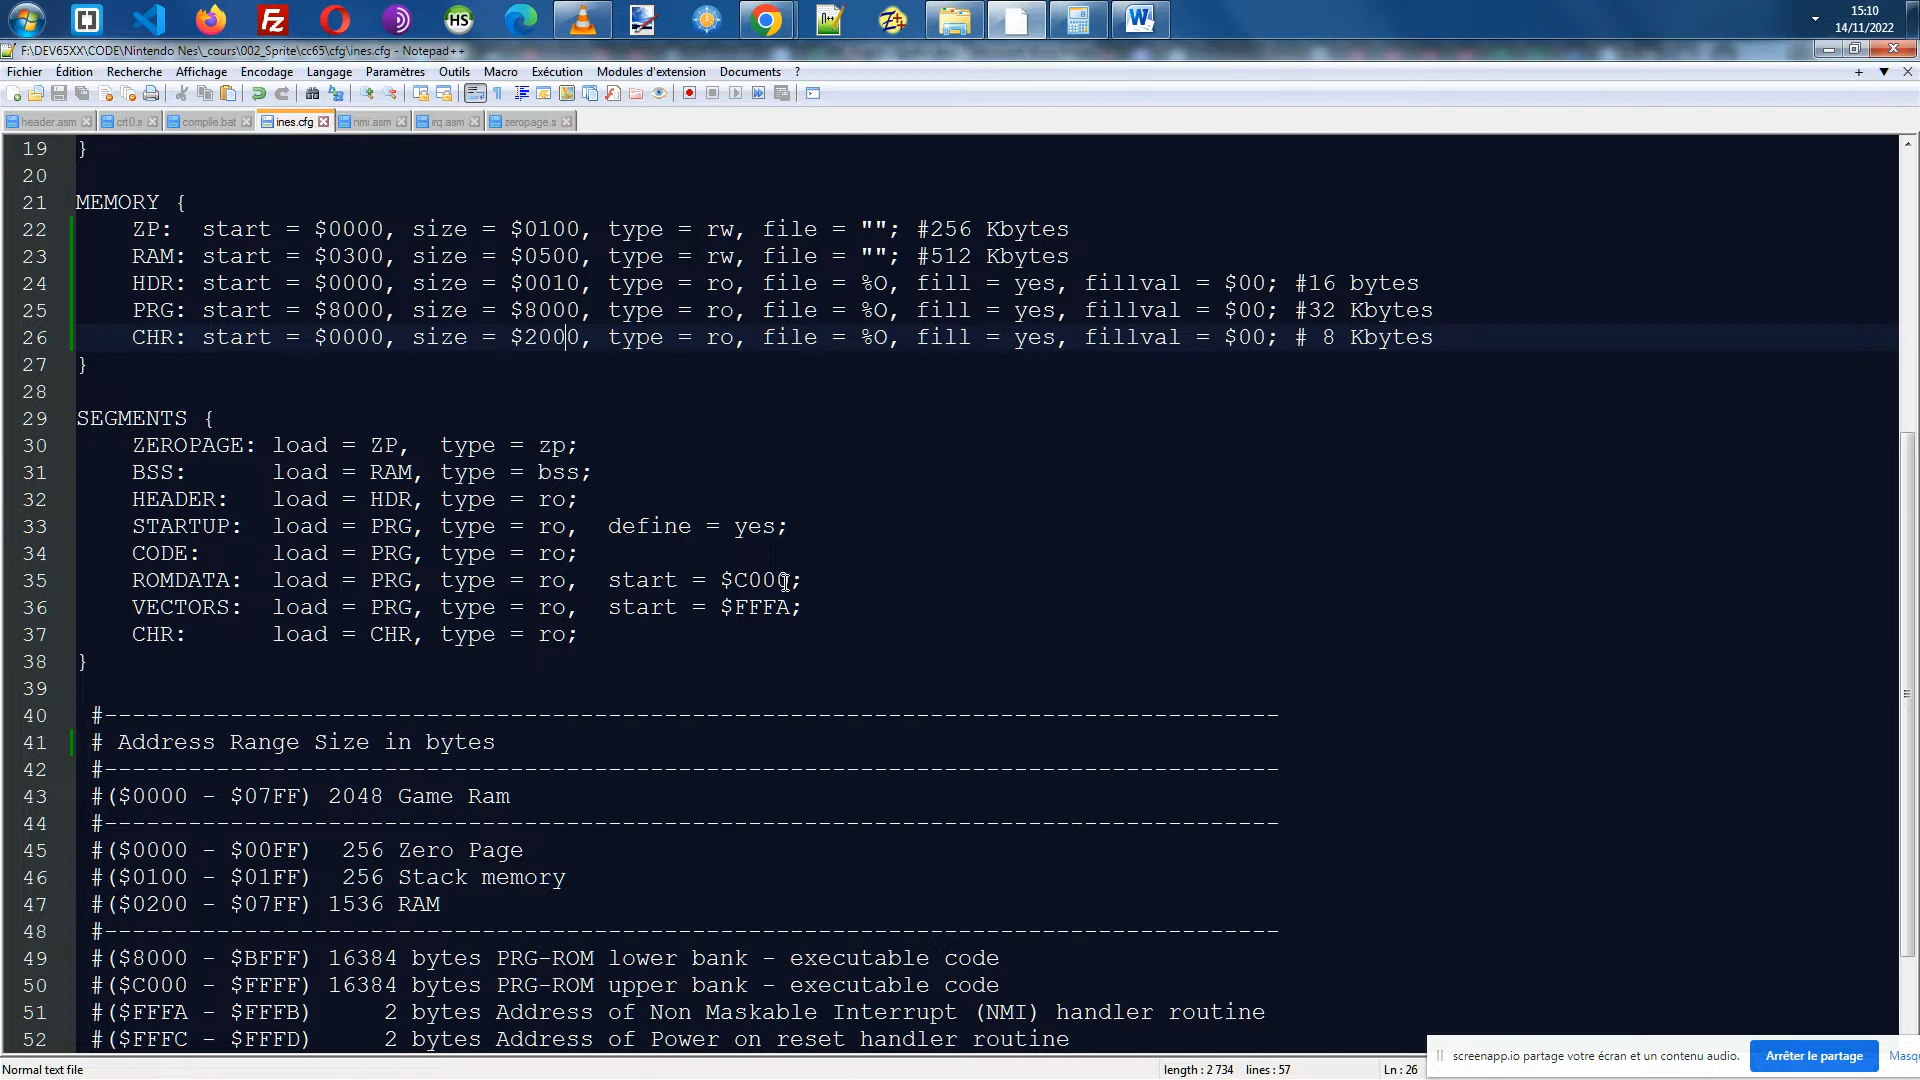 HS
15:10
14/11/2022
F:\DEV65XX\CODE\Nintendo Nes\_cours\002_Sprite\cc65\cfg\ines.cfg - Notepad++
Fichier Édition Recherche Affichage Encodage Langage Paramètres Outils Macro Exécution Modules d'extension Documents ?
header.asm crt0.s compile.bat ines.cfg nmi.asm irq.asm zeropage.s
19 }
20
21 MEMORY {
22 ZP: start = $0000, size = $0100, type = rw, file = ""; #256 Kbytes
23 RAM: start = $0300, size = $0500, type = rw, file = ""; #512 Kbytes
24 HDR: start = $0000, size = $0010, type = ro, file = %O, fill = yes, fillval = $00; #16 bytes
25 PRG: start = $8000, size = $8000, type = ro, file = %O, fill = yes, fillval = $00; #32 Kbytes
26 CHR: start = $0000, size = $2000, type = ro, file = %O, fill = yes, fillval = $00; # 8 Kbytes
27 }
28
29 SEGMENTS {
30 ZEROPAGE: load = ZP, type = zp;
31 BSS: load = RAM, type = bss;
32 HEADER: load = HDR, type = ro;
33 STARTUP: load = PRG, type = ro, define = yes;
34 CODE: load = PRG, type = ro;
35 ROMDATA: load = PRG, type = ro, start = $C000;
36 VECTORS: load = PRG, type = ro, start = $FFFA;
37 CHR: load = CHR, type = ro;
38 }
39
40 #------------------------------------------------------------------------------------
41 # Address Range Size in bytes
42 #------------------------------------------------------------------------------------
43 #($0000 - $07FF) 2048 Game Ram
44 #------------------------------------------------------------------------------------
45 #($0000 - $00FF) 256 Zero Page
46 #($0100 - $01FF) 256 Stack memory
47 #($0200 - $07FF) 1536 RAM
48 #------------------------------------------------------------------------------------
49 #($8000 - $BFFF) 16384 bytes PRG-ROM lower bank - executable code
50 #($C000 - $FFFF) 16384 bytes PRG-ROM upper bank - executable code
51 #($FFFA - $FFFB) 2 bytes Address of Non Maskable Interrupt (NMI) handler routine
52 #($FFFC - $FFFD) 2 bytes Address of Power on reset handler routine
screenapp.io partage votre écran et un contenu audio. Arrêter le partage Masq
Normal text file length : 2 734 lines : 57 Ln : 26